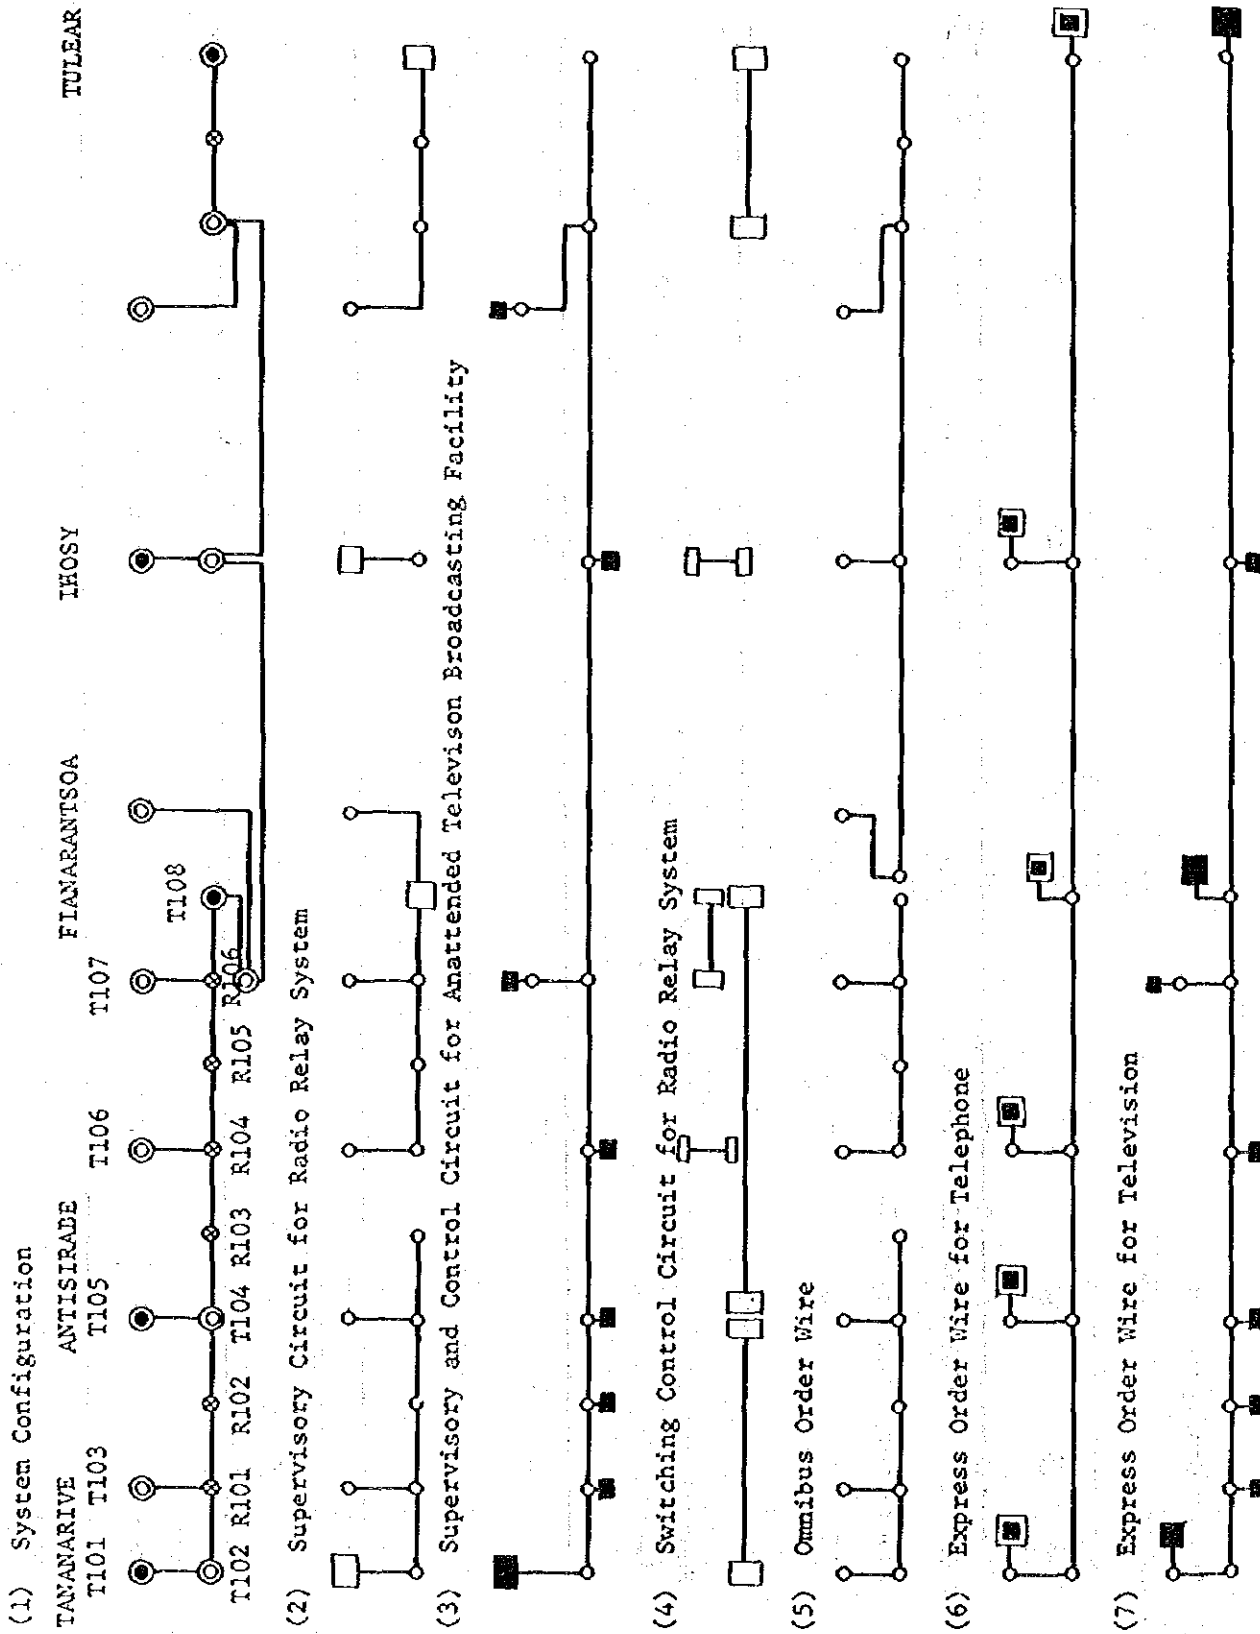 (1) System Configuration
TANANARIVE ANTISIRABE FIANARANTSOA IHOSY TULEAR
T101 T103 T105 T106 T107
T108
T102 R101 R102 T104 R103 R104 R105 R106
(2) Supervisory Circuit for Radio Relay System
(3) Supervisory and Control Circuit for Anattended Televison Broadcasting Facility
(4) Switching Control Circuit for Radio Relay System
(5) Omnibus Order Wire
(6) Express Order Wire for Telephone
(7) Express Order Wire for Television